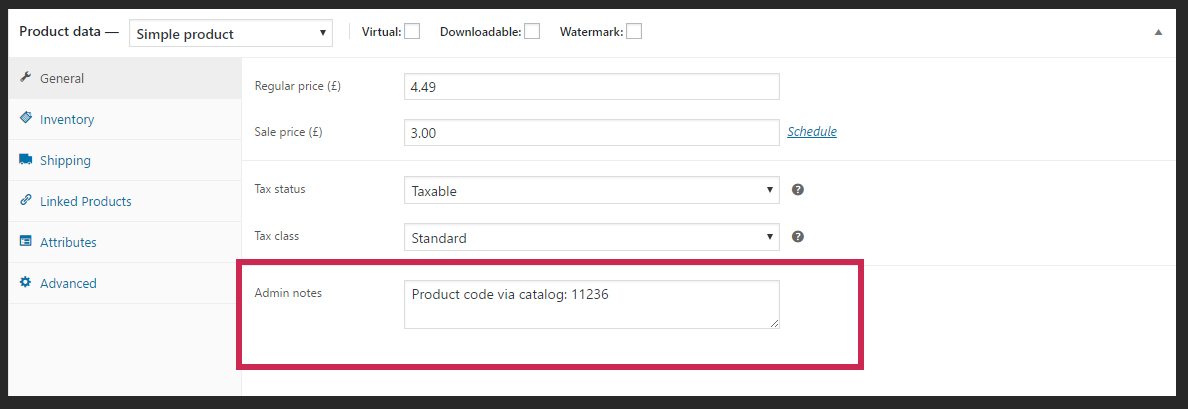 Product data — Simple product Virtual: Downloadable: Watermark:
General
Inventory
Shipping
Linked Products
Attributes
Advanced
Regular price (£) 4.49
Sale price (£) 3.00 Schedule
Tax status Taxable ?
Tax class Standard ?
Admin notes Product code via catalog: 11236